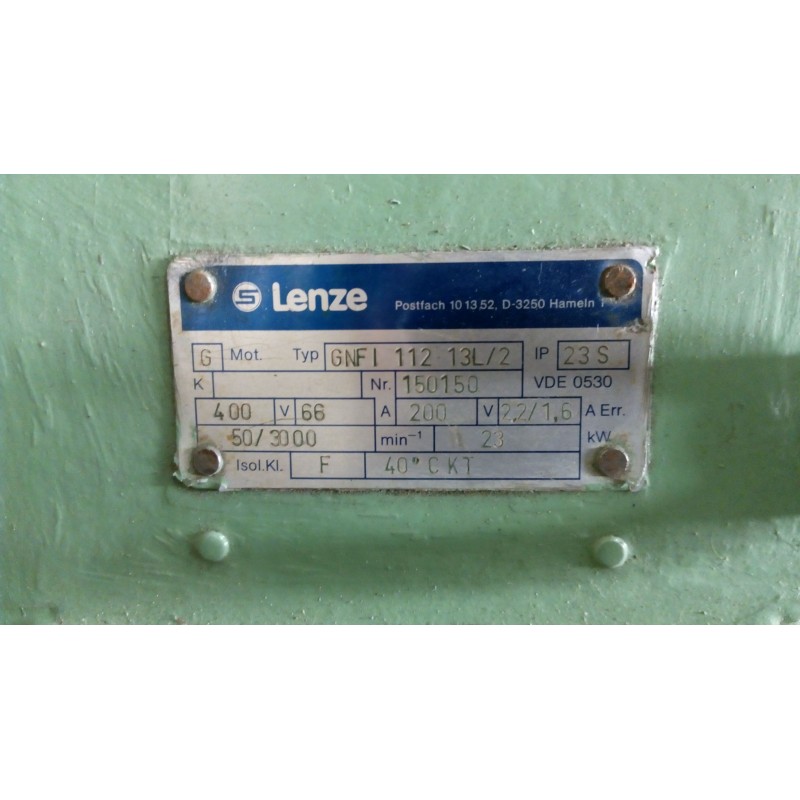 Lenze Postfach 10 13 52, D-3250 Hameln 1
G Mot. Typ GNFI 112 13L/2 IP 23 S
K Nr. 150150 VDE 0530
400 V 66 A 200 V 2,2/1,6 A Err.
50/3000 min⁻¹ 23 kW
Isol.Kl. F 40°C KT